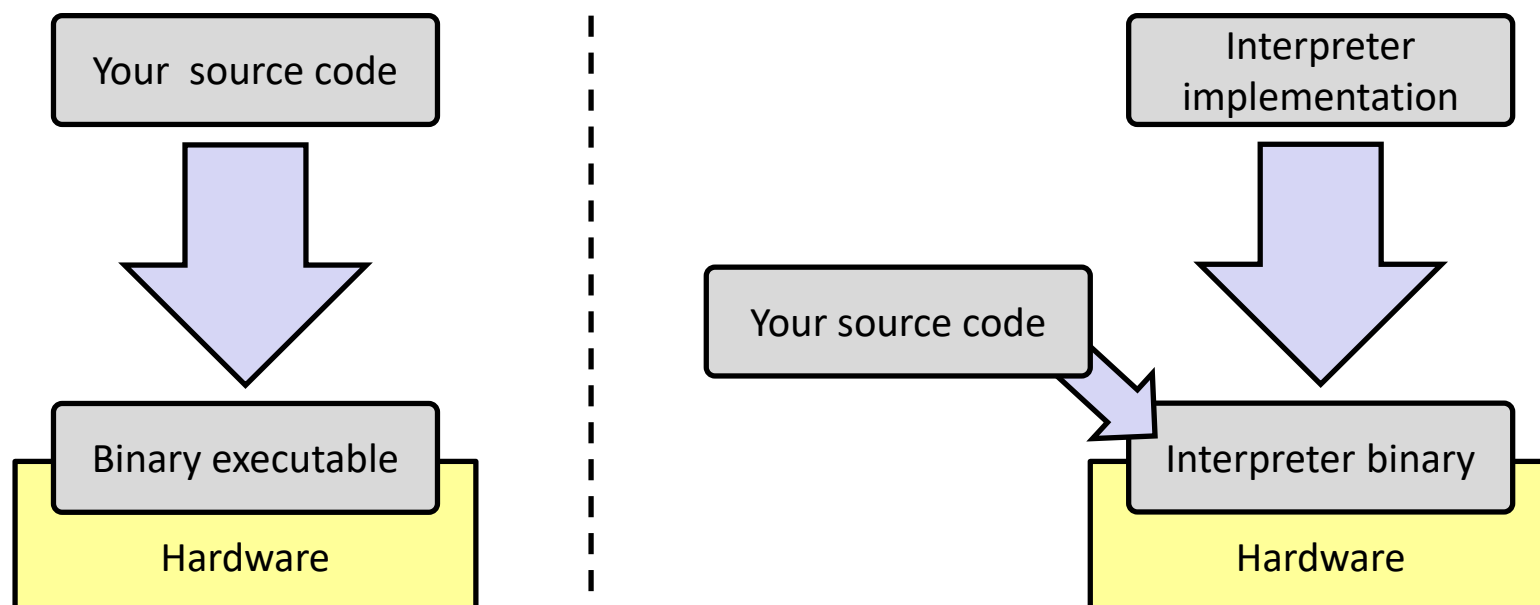 Your  source code
Binary executable
Hardware
Interpreter
implementation
Your source code
Interpreter binary
Hardware